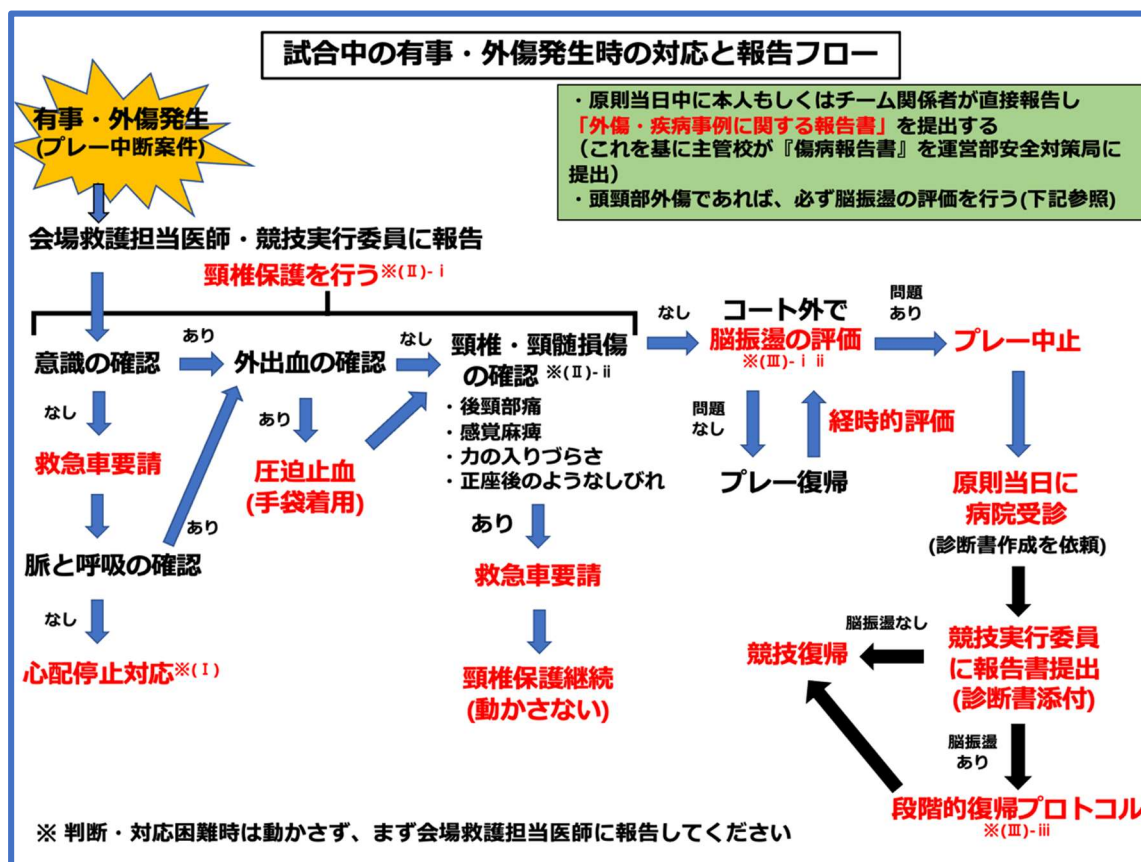 試合中の有事・外傷発生時の対応と報告フロー
有事・外傷発生
(プレー中断案件)
・原則当日中に本人もしくはチーム関係者が直接報告し
「外傷・疾病事例に関する報告書」を提出する
（これを基に主管校が『傷病報告書』を運営部安全対策局に
提出）
・頭頸部外傷であれば、必ず脳振盪の評価を行う(下記参照)
会場救護担当医師・競技実行委員に報告
頸椎保護を行う※(Ⅱ)-ⅰ
意識の確認
あり
外出血の確認
なし
頸椎・頸髄損傷
の確認 ※(Ⅱ)-ⅱ
・後頸部痛
・感覚麻痺
・力の入りづらさ
・正座後のようなしびれ
なし
コート外で
脳振盪の評価
※(Ⅲ)-ⅰ ⅱ
問題
あり
プレー中止
なし
救急車要請
あり
圧迫止血
(手袋着用)
問題
なし
経時的評価
プレー復帰
原則当日に
病院受診
(診断書作成を依頼)
脈と呼吸の確認
あり
あり
救急車要請
なし
心配停止対応※(Ⅰ)
頸椎保護継続
(動かさない)
競技実行委員
に報告書提出
(診断書添付)
脳振盪なし
競技復帰
脳振盪
あり
段階的復帰プロトコル
※(Ⅲ)-ⅲ
※ 判断・対応困難時は動かさず、まず会場救護担当医師に報告してください